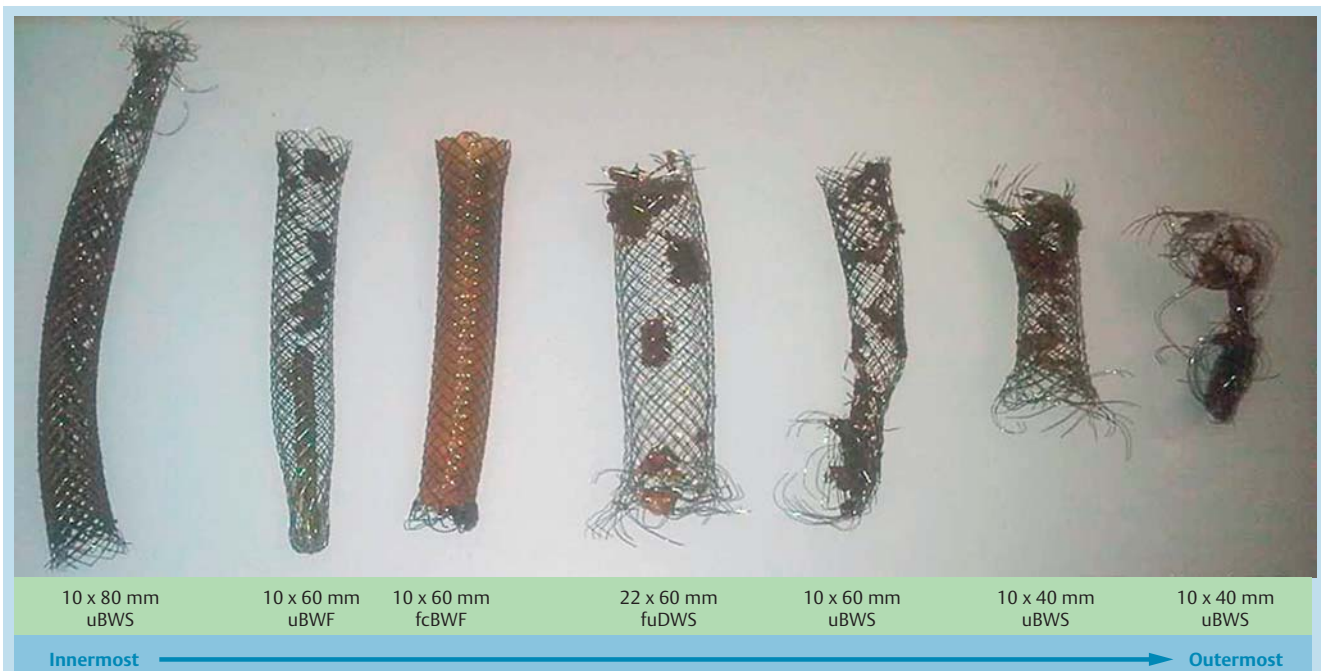 10 x 80 mm
uBWS
10 x 60 mm
uBWF
10 x 60 mm
fcBWF
22 x 60 mm
fuDWS
10 x 60 mm
uBWS
10 x 40 mm
uBWS
10 x 40 mm
uBWS
Innermost
Outermost